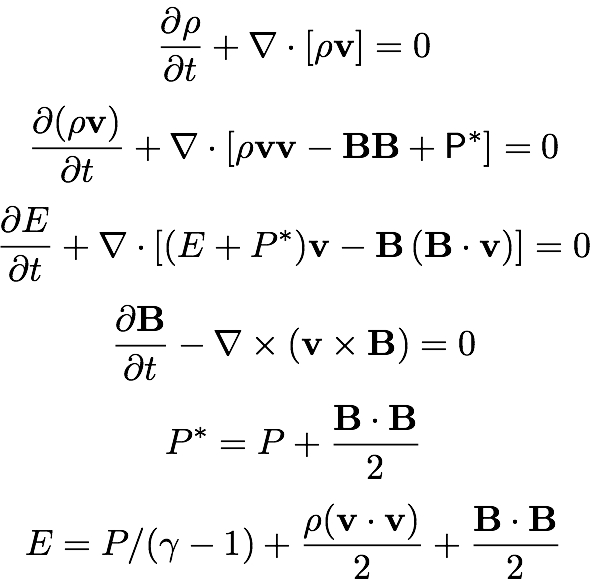 ∂ρ/∂t + ∇ · [ρ𝐯] = 0
∂(ρ𝐯)/∂t + ∇ · [ρ𝐯𝐯 − 𝐁𝐁 + 𝖯*] = 0
∂E/∂t + ∇ · [(E + P*)𝐯 − 𝐁 (𝐁 · 𝐯)] = 0
∂𝐁/∂t − ∇ × (𝐯 × 𝐁) = 0
P* = P + (𝐁 · 𝐁)/2
E = P/(γ − 1) + ρ(𝐯 · 𝐯)/2 + (𝐁 · 𝐁)/2